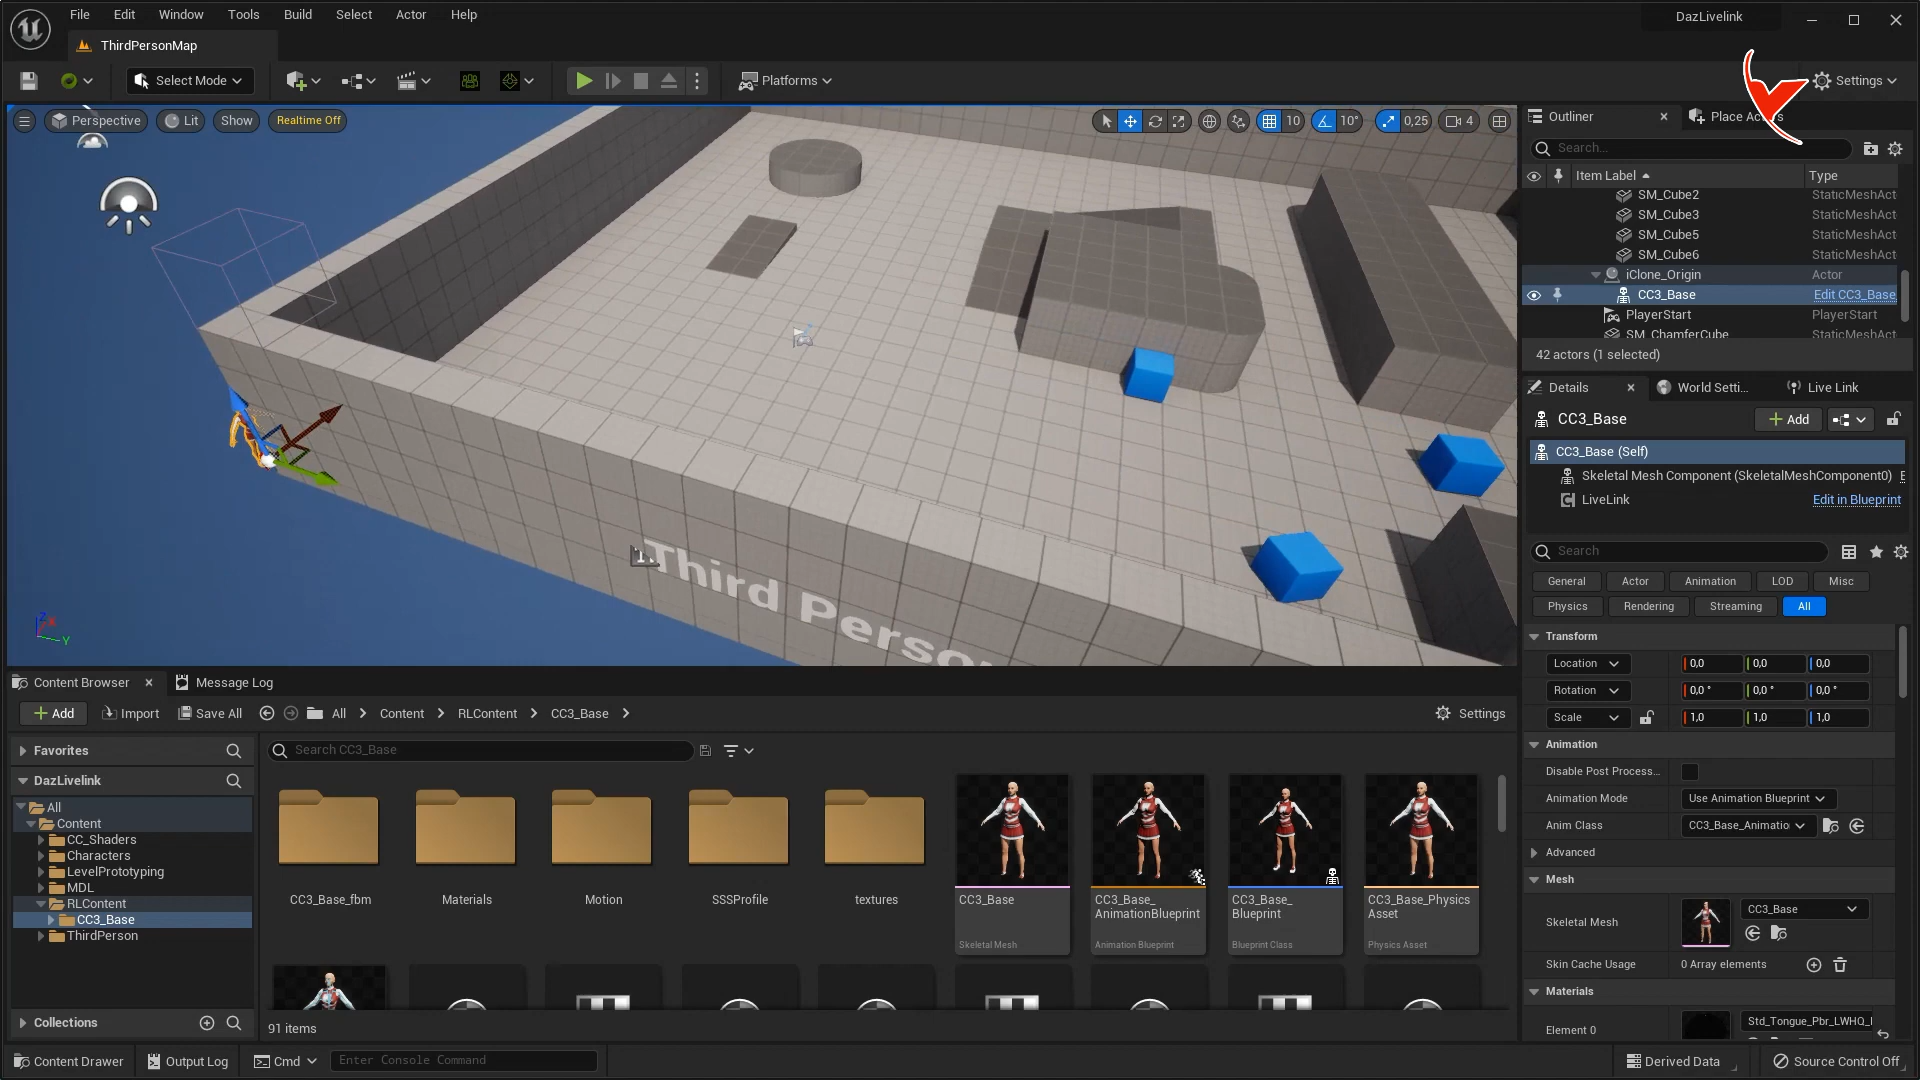 File Edit Window Tools Build Select Actor Help
DazLivelink
ThirdPersonMap
Select Mode
Platforms
Settings
Perspective Lit Show Realtime Off
10 10° 0,25 4
Outliner
Search...
Item Label Type
SM_Cube2 StaticMeshAct
SM_Cube3 StaticMeshAct
SM_Cube5 StaticMeshAct
SM_Cube6 StaticMeshAct
iClone_Origin Actor
CC3_Base Edit CC3_Base
PlayerStart PlayerStart
SM_ChamferCube StaticMeshAct
42 actors (1 selected)
Third Perso
Z X Y
Details World Setti... Live Link
CC3_Base Add
CC3_Base (Self)
Skeletal Mesh Component (SkeletalMeshComponent0) E
LiveLink Edit in Blueprint
Search
General Actor Animation LOD Misc
Physics Rendering Streaming All
Transform
Location 0,0 0,0 0,0
Rotation 0,0 ° 0,0 ° 0,0 °
Scale 1,0 1,0 1,0
Animation
Disable Post Process...
Animation Mode Use Animation Blueprint
Anim Class CC3_Base_Animatio
Advanced
Mesh
Skeletal Mesh CC3_Base
Skin Cache Usage 0 Array elements
Materials
Element 0 Std_Tongue_Pbr_LWHQ_
Content Browser Message Log
Add Import Save All All Content RLContent CC3_Base Settings
Favorites
DazLivelink
All
Content
CC_Shaders
Characters
LevelPrototyping
MDL
RLContent
CC3_Base
ThirdPerson
Collections
Search CC3_Base
CC3_Base_fbm
Materials
Motion
SSSProfile
textures
CC3_Base
Skeletal Mesh
CC3_Base_
AnimationBlueprint
Animation Blueprint
CC3_Base_
Blueprint
Blueprint Class
CC3_Base_Physics
Asset
Physics Asset
91 items
Content Drawer Output Log Cmd Enter Console Command Derived Data Source Control Off